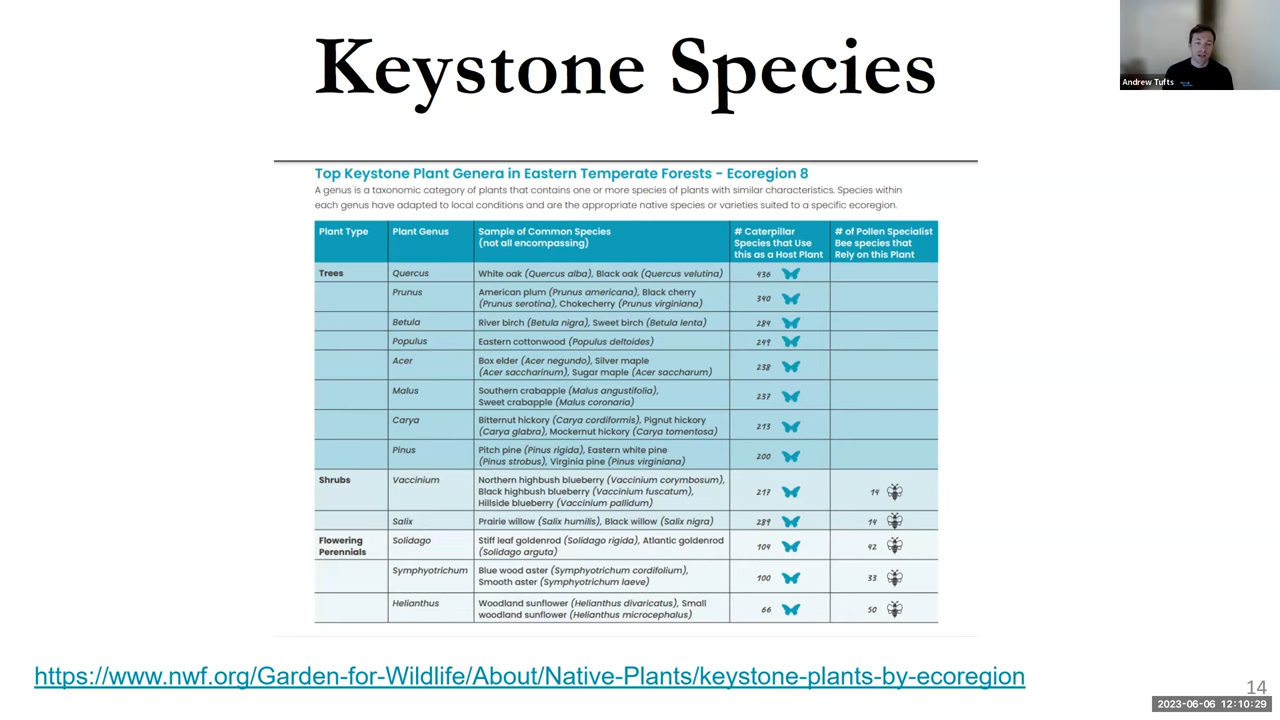 Keystone Species
Andrew Tufts
Top Keystone Plant Genera in Eastern Temperate Forests - Ecoregion 8
A genus is a taxonomic category of plants that contains one or more species of plants with similar characteristics. Species within
each genus have adapted to local conditions and are the appropriate native species or varieties suited to a specific ecoregion.
Plant Type
Plant Genus
Sample of Common Species
(not all encompassing)
# Caterpillar
Species that Use
this as a Host Plant
# of Pollen Specialist
Bee species that
Rely on this Plant
Trees
Quercus
White oak (Quercus alba), Black oak (Quercus velutina)
436
Prunus
American plum (Prunus americana), Black cherry
(Prunus serotina), Chokecherry (Prunus virginiana)
340
Betula
River birch (Betula nigra), Sweet birch (Betula lenta)
284
Populus
Eastern cottonwood (Populus deltoides)
249
Acer
Box elder (Acer negundo), Silver maple
(Acer saccharinum), Sugar maple (Acer saccharum)
238
Malus
Southern crabapple (Malus angustifolia),
Sweet crabapple (Malus coronaria)
237
Carya
Bitternut hickory (Carya cordiformis), Pignut hickory
(Carya glabra), Mockernut hickory (Carya tomentosa)
213
Pinus
Pitch pine (Pinus rigida), Eastern white pine
(Pinus strobus), Virginia pine (Pinus virginiana)
200
Shrubs
Vaccinium
Northern highbush blueberry (Vaccinium corymbosum),
Black highbush blueberry (Vaccinium fuscatum),
Hillside blueberry (Vaccinium pallidum)
217
14
Salix
Prairie willow (Salix humilis), Black willow (Salix nigra)
289
14
Flowering
Perennials
Solidago
Stiff leaf goldenrod (Solidago rigida), Atlantic goldenrod
(Solidago arguta)
104
42
Symphyotrichum
Blue wood aster (Symphyotrichum cordifolium),
Smooth aster (Symphyotrichum laeve)
100
33
Helianthus
Woodland sunflower (Helianthus divaricatus), Small
woodland sunflower (Helianthus microcephalus)
66
50
https://www.nwf.org/Garden-for-Wildlife/About/Native-Plants/keystone-plants-by-ecoregion
14
2023-06-06 12:10:29